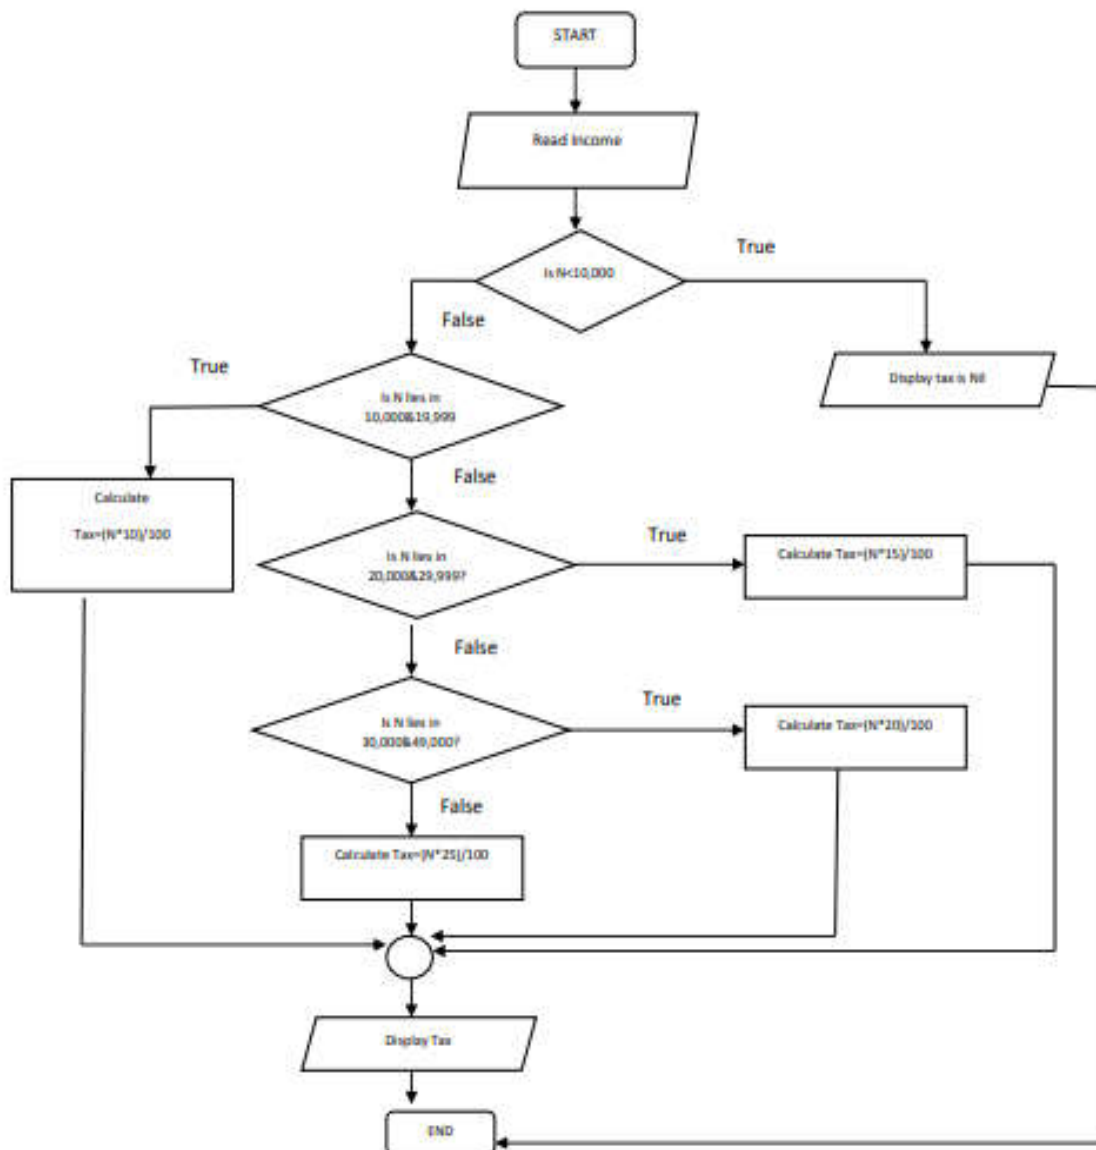 START
Read Income
True
Is N<10,000
False
True
Display tax is Nil
Is N lies in
10,000&19,999
False
Calculate
Tax=(N*10)/100
True
Is N lies in
20,000&29,999?
Calculate Tax=(N*15)/100
False
True
Is N lies in
30,000&49,000?
Calculate Tax=(N*20)/100
False
Calculate Tax=(N*25)/100
Display Tax
END